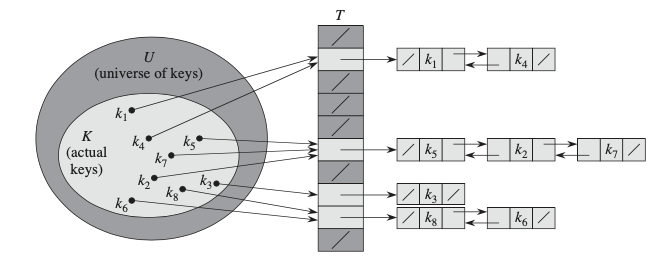 T
U
(universe of keys)
k1
K
(actual
keys)
k4
k5
k7
k2
k8
k3
k6
k1
k4
k5
k2
k7
k3
k8
k6